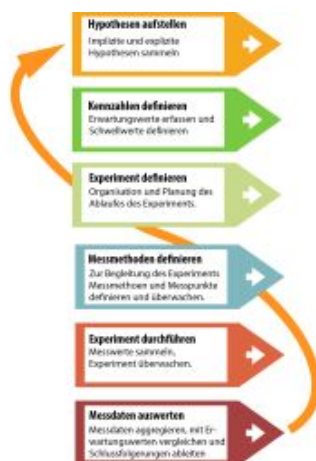 Hypothesen aufstellen
Implizite und explizite
Hypothesen sammeln
Kennzahlen definieren
Erwartungswerte erfassen und
Schwellwerte definieren
Experiment definieren
Organisation und Planung des
Ablaufes des Experiments.
Messmethoden definieren
Zur Begleitung des Experiments
Messmethoen und Messpunkte
definieren und überwachen.
Experiment durchführen
Messwerte sammeln,
Experiment überwachen.
Messdaten auswerten
Messdaten aggregieren, mit Er-
wartungswerten vergleichen und
Schlussfolgerungen ableiten